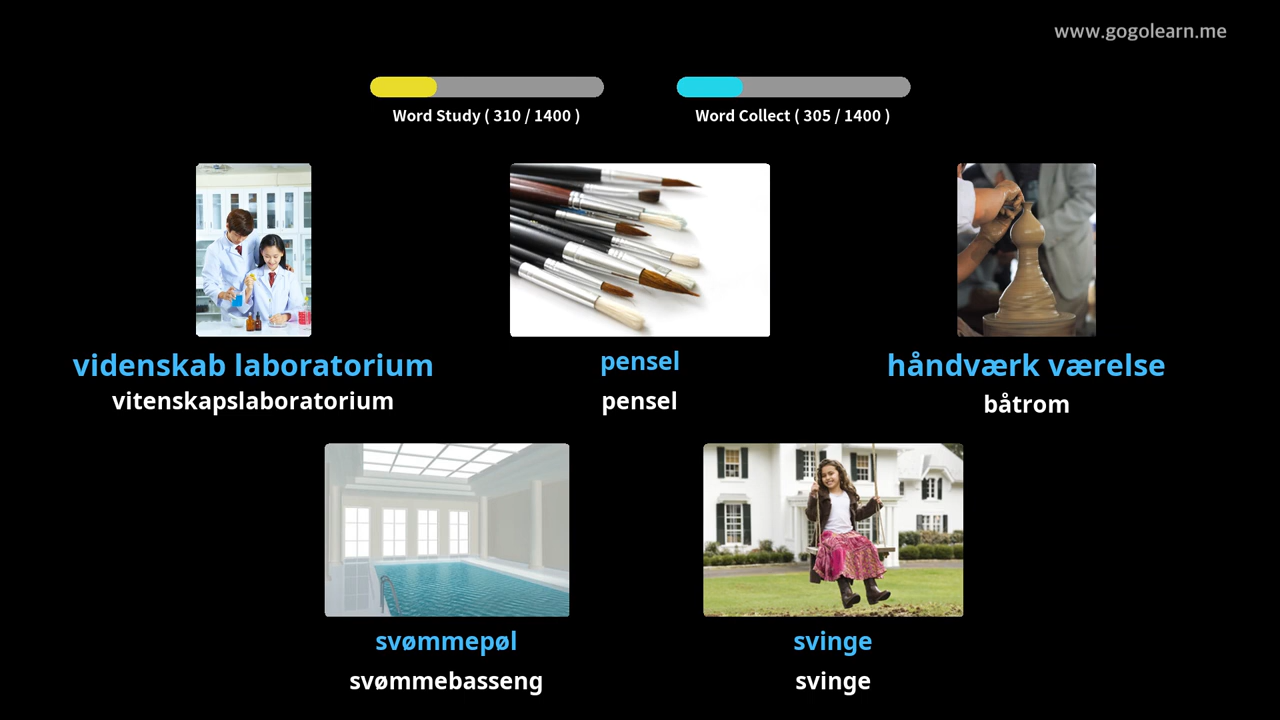 www.gogolearn.me
Word Study ( 310 / 1400 )
Word Collect ( 305 / 1400 )
videnskab laboratorium
vitenskapslaboratorium
pensel
pensel
håndværk værelse
båtrom
svømmepøl
svømmebasseng
svinge
svinge